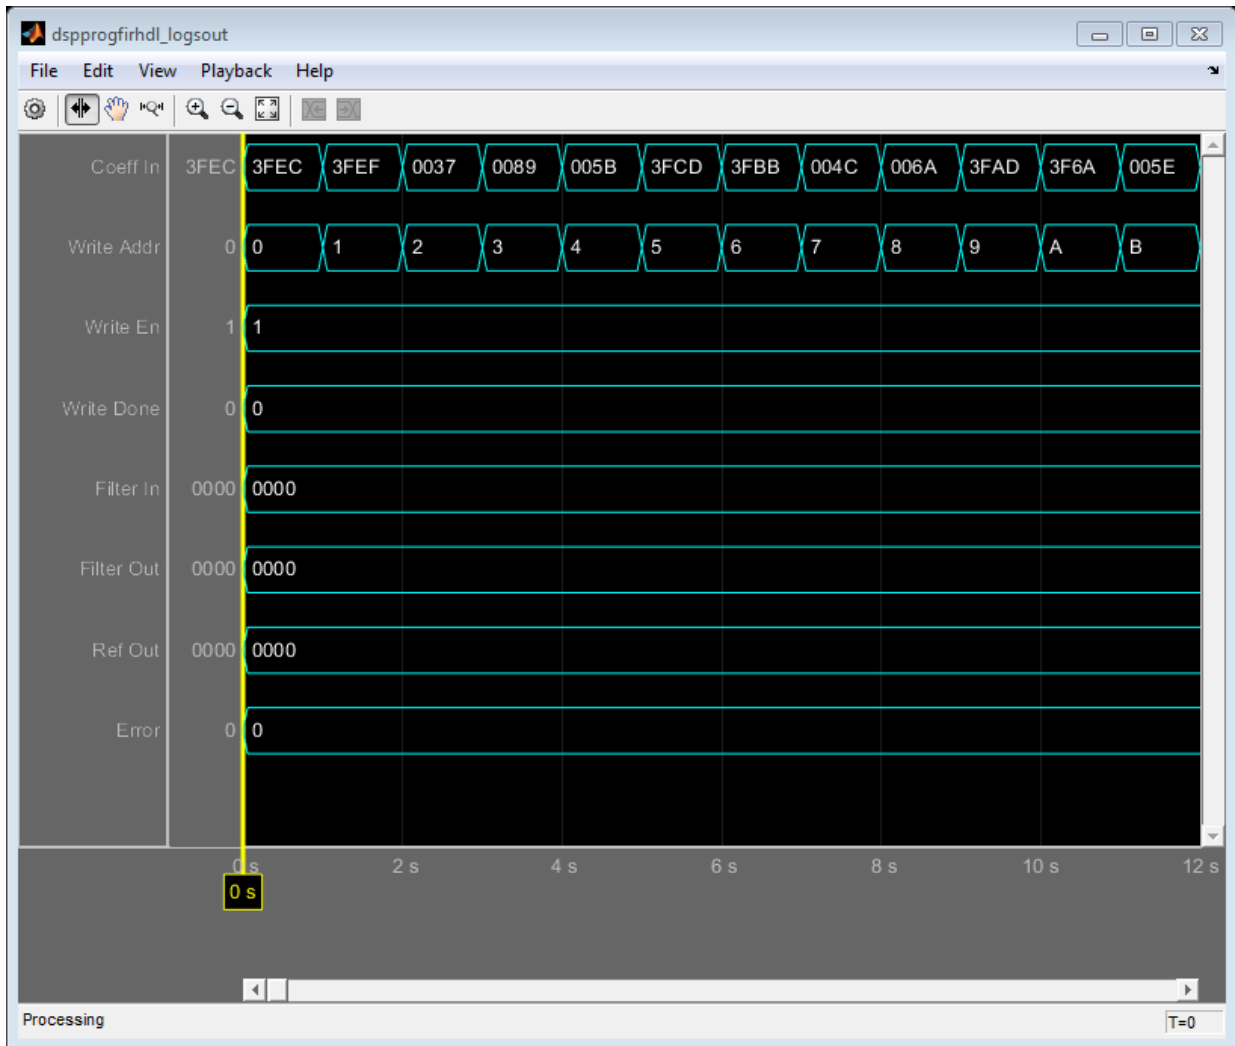 dspprogfirhdl_logsout
File Edit View Playback Help
Coeff In 3FEC 3FEC 3FEF 0037 0089 005B 3FCD 3FBB 004C 006A 3FAD 3F6A 005E
Write Addr 0 0 1 2 3 4 5 6 7 8 9 A B
Write En 1 1
Write Done 0 0
Filter In 0000 0000
Filter Out 0000 0000
Ref Out 0000 0000
Error 0 0
0 s 2 s 4 s 6 s 8 s 10 s 12 s
0 s
Processing T=0